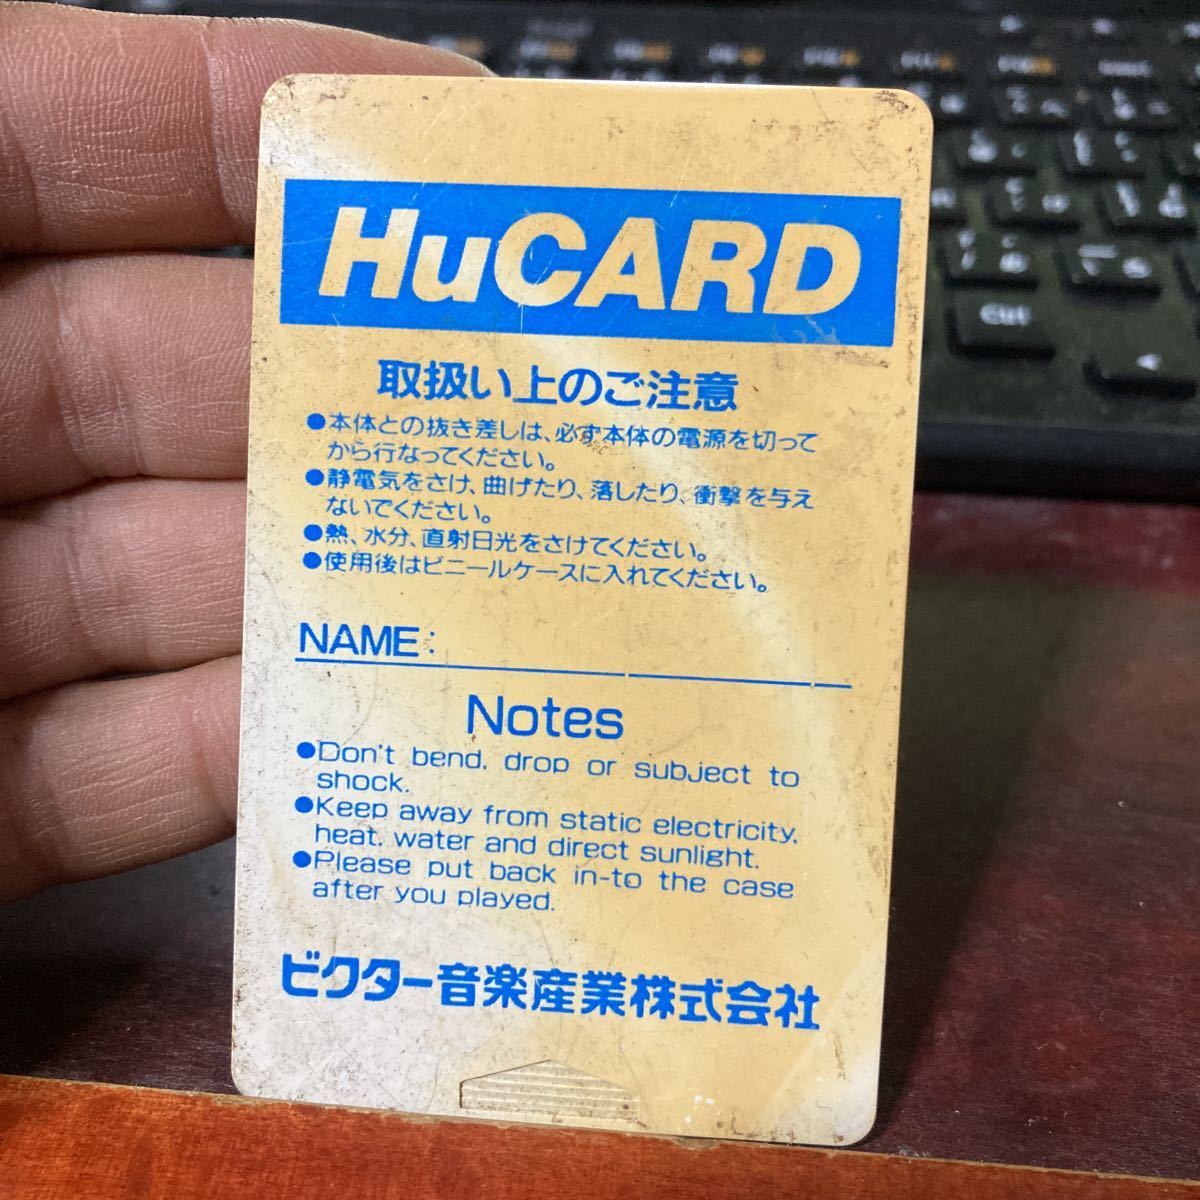 HuCARD
取扱い上のご注意
●本体との抜き差しは、必ず本体の電源を切って
から行なってください。
●静電気をさけ、曲げたり、落したり、衝撃を与え
ないでください。
●熱、水分、直射日光をさけてください。
●使用後はビニールケースに入れてください。
NAME:
Notes
●Don't bend, drop or subject to
shock.
●Keep away from static electricity,
heat, water and direct sunlight.
●Please put back in-to the case
after you played.
ビクター音楽産業株式会社
Ctrl